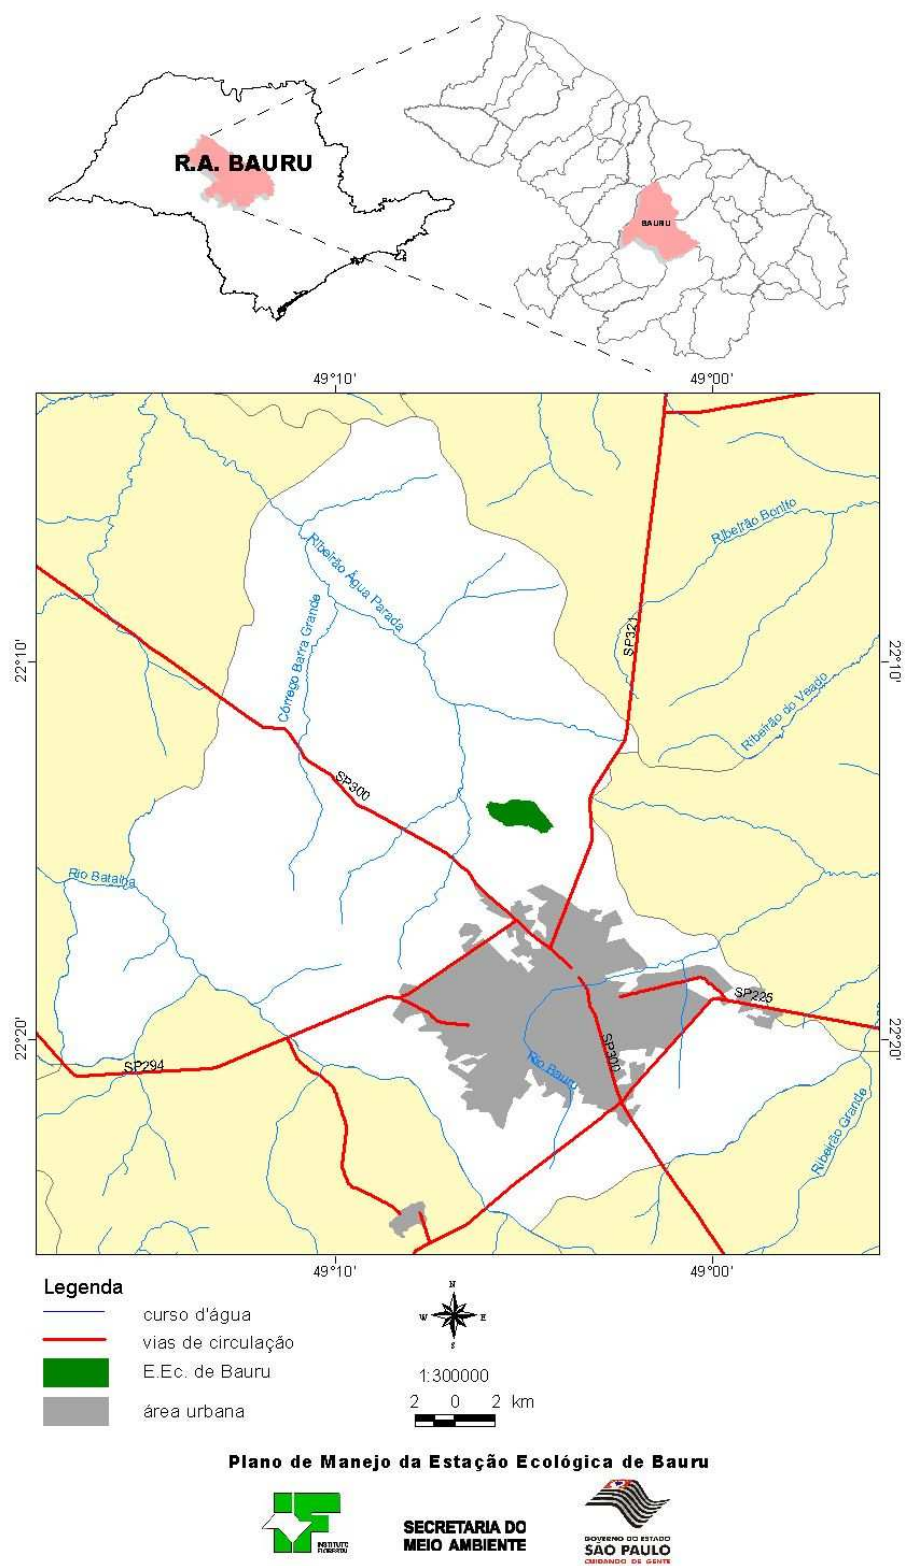 R.A. BAURU
BAURU
49°10'
49°00'
Ribeirão Bonito
Ribeirão Água Parada
Córrego Barra Grande
SP321
22°10'
22°10'
Ribeirão do Veado
SP300
Rio Batalha
SP225
22°20'
22°20'
SP294
SP300
Rio Bauru
Ribeirão Grande
49°10'
49°00'
Legenda
curso d'água
vias de circulação
E.Ec. de Bauru
área urbana
N
W
E
S
1:300000
2 0 2 km
Plano de Manejo da Estação Ecológica de Bauru
INSTITUTO
FLORESTAL
SECRETARIA DO
MEIO AMBIENTE
GOVERNO DO ESTADO
SÃO PAULO
CUIDANDO DE GENTE